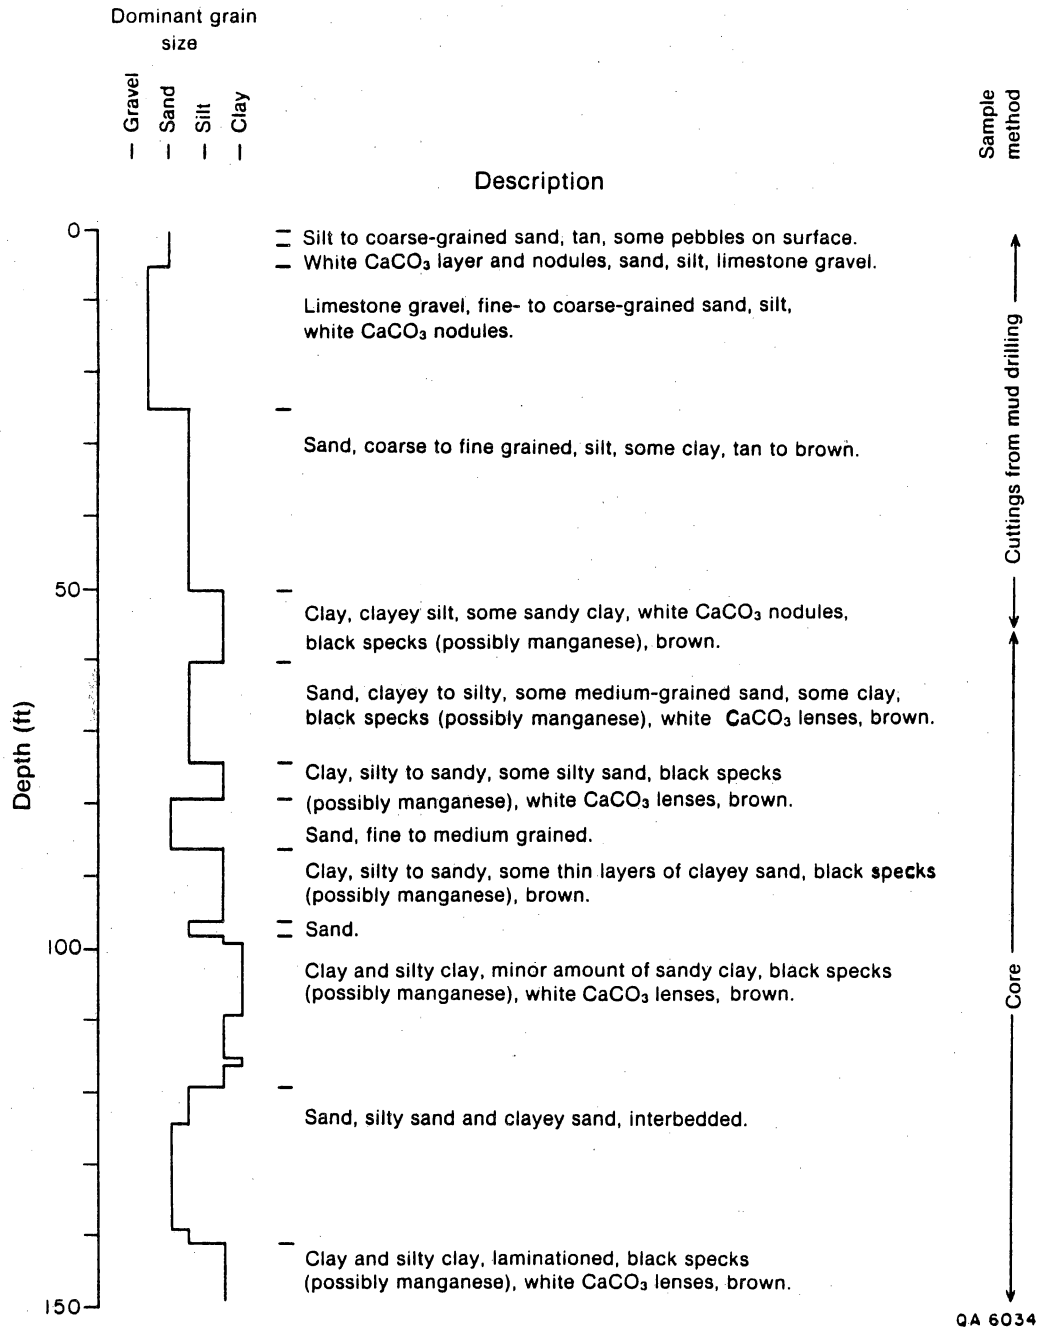 Dominant grain
size
Gravel
Sand
Silt
Clay
Sample
method
Description
0
Silt to coarse-grained sand, tan, some pebbles on surface.
White CaCO₃ layer and nodules, sand, silt, limestone gravel.
Limestone gravel, fine- to coarse-grained sand, silt,
white CaCO₃ nodules.
Cuttings from mud drilling
Sand, coarse to fine grained, silt, some clay, tan to brown.
50
Clay, clayey silt, some sandy clay, white CaCO₃ nodules,
black specks (possibly manganese), brown.
Sand, clayey to silty, some medium-grained sand, some clay,
black specks (possibly manganese), white CaCO₃ lenses, brown.
Depth (ft)
Clay, silty to sandy, some silty sand, black specks
(possibly manganese), white CaCO₃ lenses, brown.
Sand, fine to medium grained.
Clay, silty to sandy, some thin layers of clayey sand, black specks
(possibly manganese), brown.
Sand.
100
Clay and silty clay, minor amount of sandy clay, black specks
(possibly manganese), white CaCO₃ lenses, brown.
Core
Sand, silty sand and clayey sand, interbedded.
Clay and silty clay, laminationed, black specks
(possibly manganese), white CaCO₃ lenses, brown.
150
QA 6034